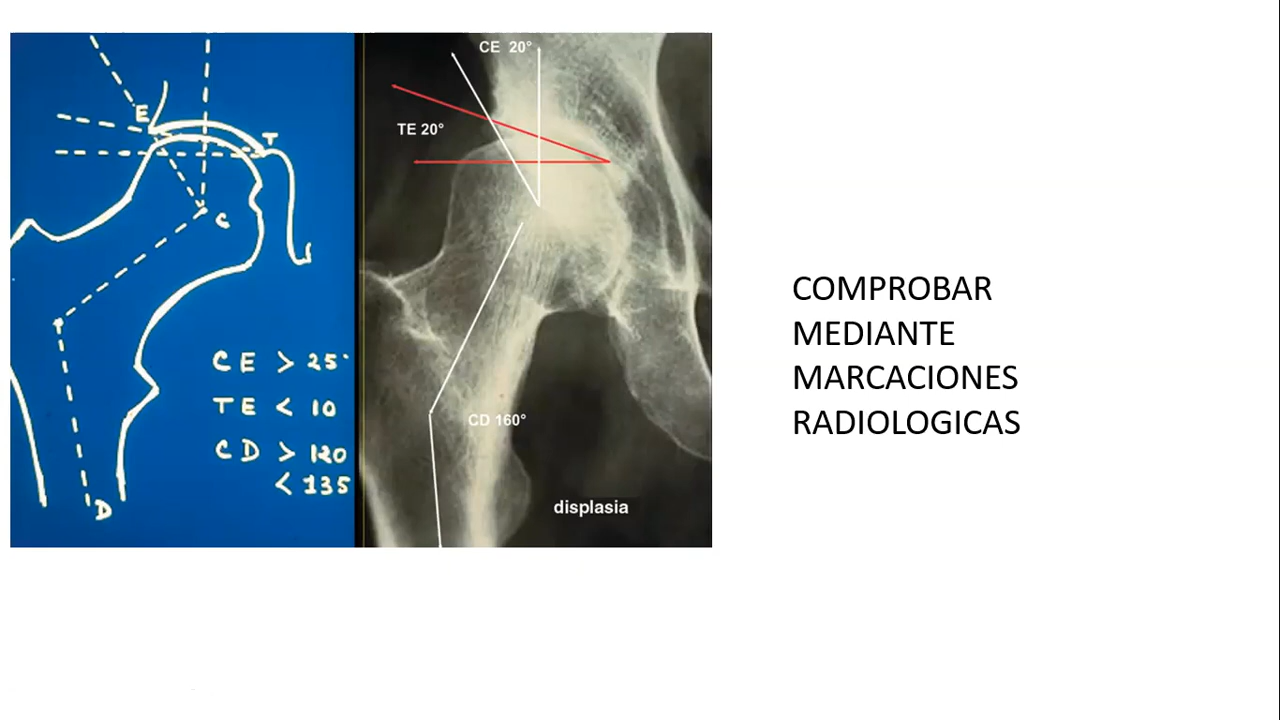 E
T
C
D
CE > 25°
TE < 10
CD > 120
< 135
CE 20°
TE 20°
CD 160°
displasia
COMPROBAR
MEDIANTE
MARCACIONES
RADIOLOGICAS